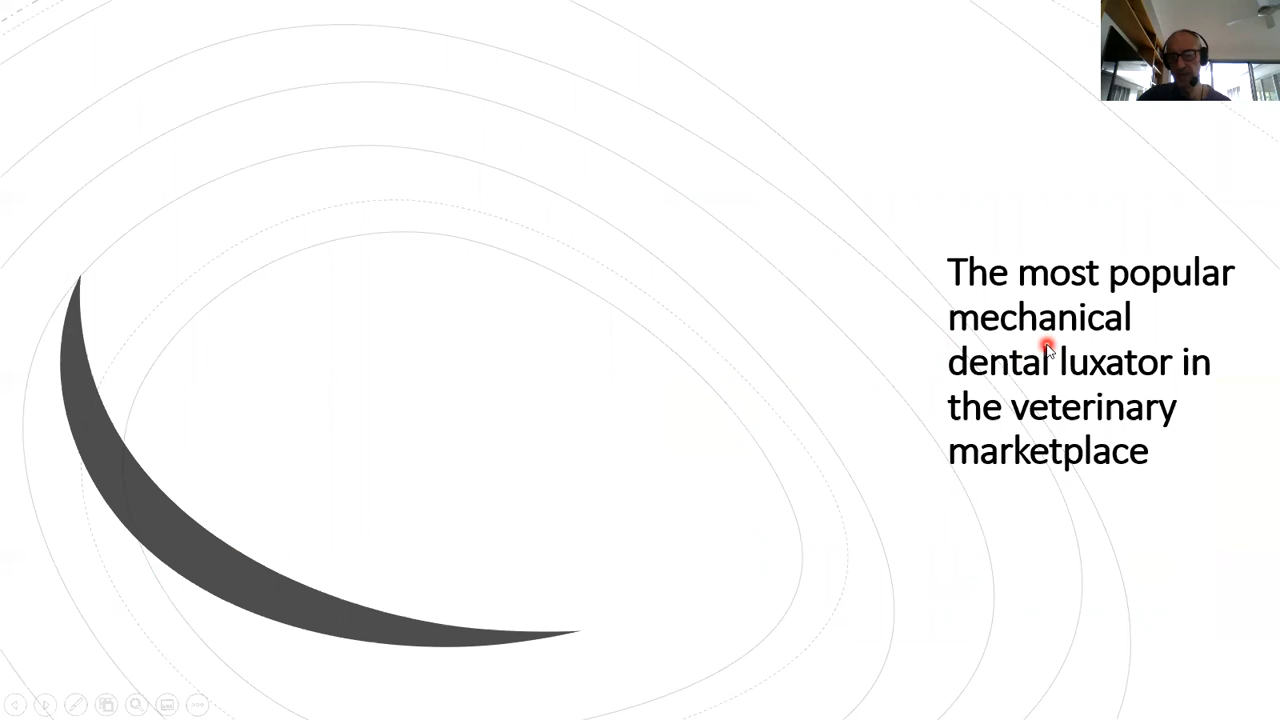 The most popular
mechanical
dental luxator in
the veterinary
marketplace